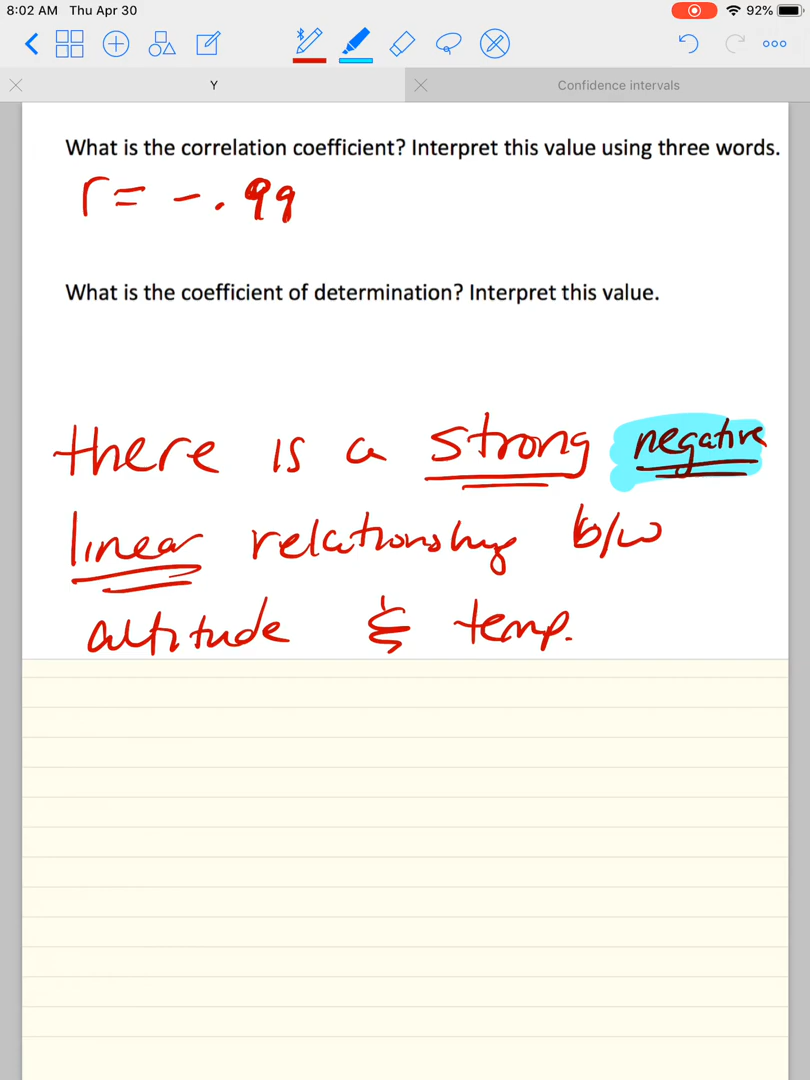 8:02 AM Thu Apr 30
92%
Y
Confidence intervals
What is the correlation coefficient? Interpret this value using three words.
r = -.99
What is the coefficient of determination? Interpret this value.
there is a strong negative
linear relationship b/w
altitude & temp.